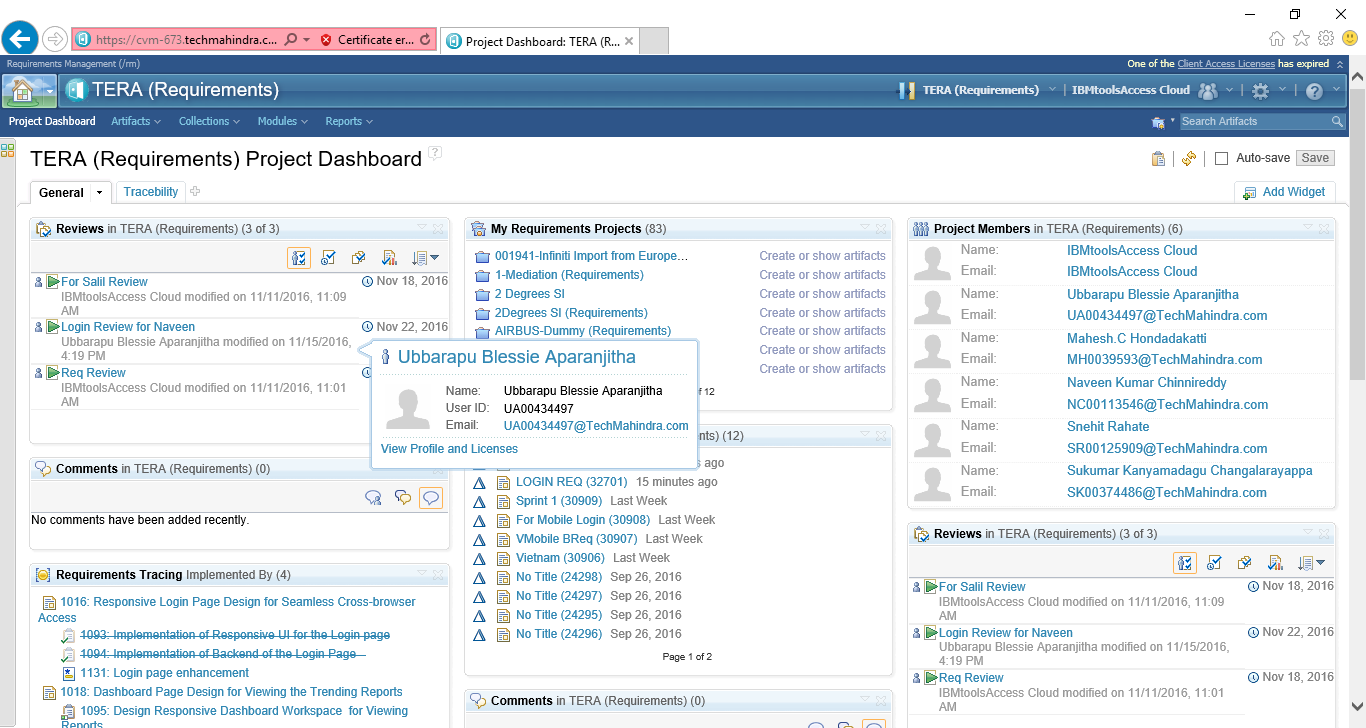 https://cvm-673.techmahindra.c...
Certificate er...
Project Dashboard: TERA (R...
Requirements Management (/rm)
One of the Client Access Licenses has expired
TERA (Requirements)
TERA (Requirements)
IBMtoolsAccess Cloud
Project Dashboard
Artifacts
Collections
Modules
Reports
Search Artifacts
TERA (Requirements) Project Dashboard
Auto-save
Save
General
Tracebility
Add Widget
Reviews in TERA (Requirements) (3 of 3)
For Salil Review
Nov 18, 2016
IBMtoolsAccess Cloud modified on 11/11/2016, 11:09
AM
Login Review for Naveen
Nov 22, 2016
Ubbarapu Blessie Aparanjitha modified on 11/15/2016,
4:19 PM
Req Review
IBMtoolsAccess Cloud modified on 11/11/2016, 11:01
AM
Comments in TERA (Requirements) (0)
No comments have been added recently.
Requirements Tracing Implemented By (4)
1016: Responsive Login Page Design for Seamless Cross-browser
Access
1093: Implementation of Responsive UI for the Login page
1094: Implementation of Backend of the Login Page
1131: Login page enhancement
1018: Dashboard Page Design for Viewing the Trending Reports
1095: Design Responsive Dashboard Workspace for Viewing
Reports
My Requirements Projects (83)
001941-Infiniti Import from Europe...
Create or show artifacts
1-Mediation (Requirements)
Create or show artifacts
2 Degrees SI
Create or show artifacts
2Degrees SI (Requirements)
Create or show artifacts
AIRBUS-Dummy (Requirements)
Create or show artifacts
Create or show artifacts
Create or show artifacts
f 12
Ubbarapu Blessie Aparanjitha
Name:
Ubbarapu Blessie Aparanjitha
User ID:
UA00434497
Email:
UA00434497@TechMahindra.com
View Profile and Licenses
nts) (12)
s ago
LOGIN REQ (32701) 15 minutes ago
Sprint 1 (30909) Last Week
For Mobile Login (30908) Last Week
VMobile BReq (30907) Last Week
Vietnam (30906) Last Week
No Title (24298) Sep 26, 2016
No Title (24297) Sep 26, 2016
No Title (24295) Sep 26, 2016
No Title (24296) Sep 26, 2016
Page 1 of 2
Comments in TERA (Requirements) (0)
Project Members in TERA (Requirements) (6)
Name:
IBMtoolsAccess Cloud
Email:
IBMtoolsAccess Cloud
Name:
Ubbarapu Blessie Aparanjitha
Email:
UA00434497@TechMahindra.com
Name:
Mahesh.C Hondadakatti
Email:
MH0039593@TechMahindra.com
Name:
Naveen Kumar Chinnireddy
Email:
NC00113546@TechMahindra.com
Name:
Snehit Rahate
Email:
SR00125909@TechMahindra.com
Name:
Sukumar Kanyamadagu Changalarayappa
Email:
SK00374486@TechMahindra.com
Reviews in TERA (Requirements) (3 of 3)
For Salil Review
Nov 18, 2016
IBMtoolsAccess Cloud modified on 11/11/2016, 11:09
AM
Login Review for Naveen
Nov 22, 2016
Ubbarapu Blessie Aparanjitha modified on 11/15/2016,
4:19 PM
Req Review
Nov 18, 2016
IBMtoolsAccess Cloud modified on 11/11/2016, 11:01
AM